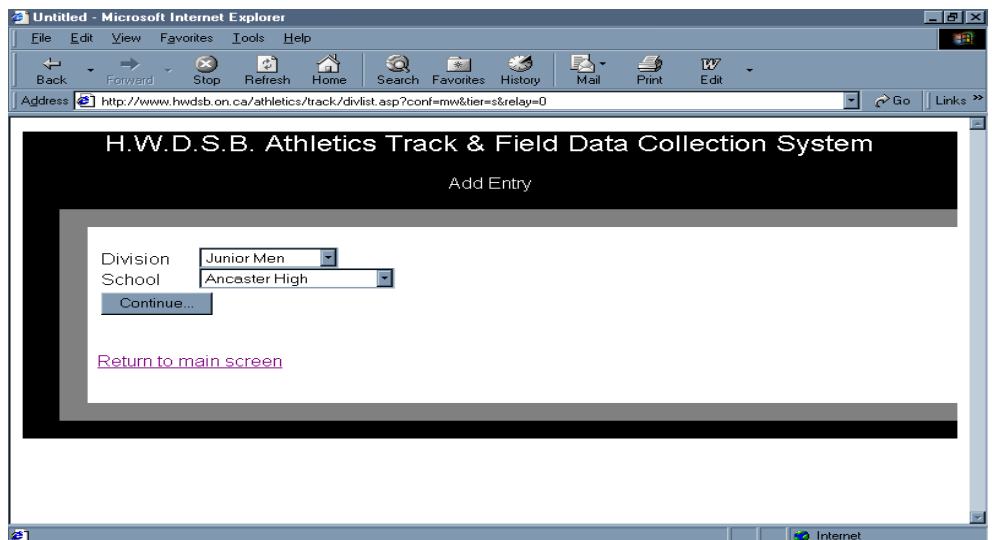 Untitled - Microsoft Internet Explorer
File Edit View Favorites Tools Help
Back Forward Stop Refresh Home Search Favorites History Mail Print Edit
Address http://www.hwdsb.on.ca/athletics/track/divlist.asp?conf=mw&tier=s&relay=0 Go Links »
H.W.D.S.B. Athletics Track & Field Data Collection System
Add Entry
Division Junior Men
School Ancaster High
Continue...
Return to main screen
Internet